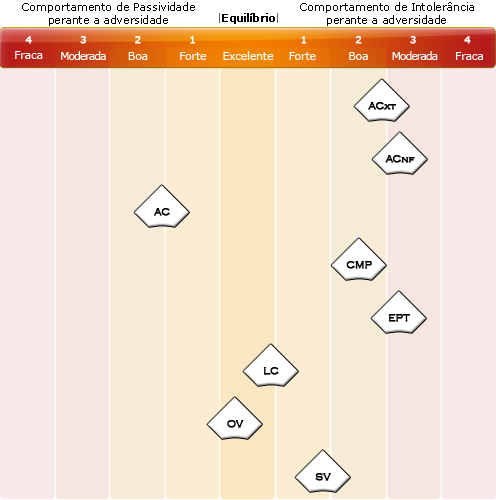 Comportamento de Passividade
perante a adversidade
|Equilíbrio|
Comportamento de Intolerância
perante a adversidade
4 3 2 1 1 2 3 4
Fraca Moderada Boa Forte Excelente Forte Boa Moderada Fraca
ACXT
ACNF
AC
CMP
EPT
LC
OV
SV